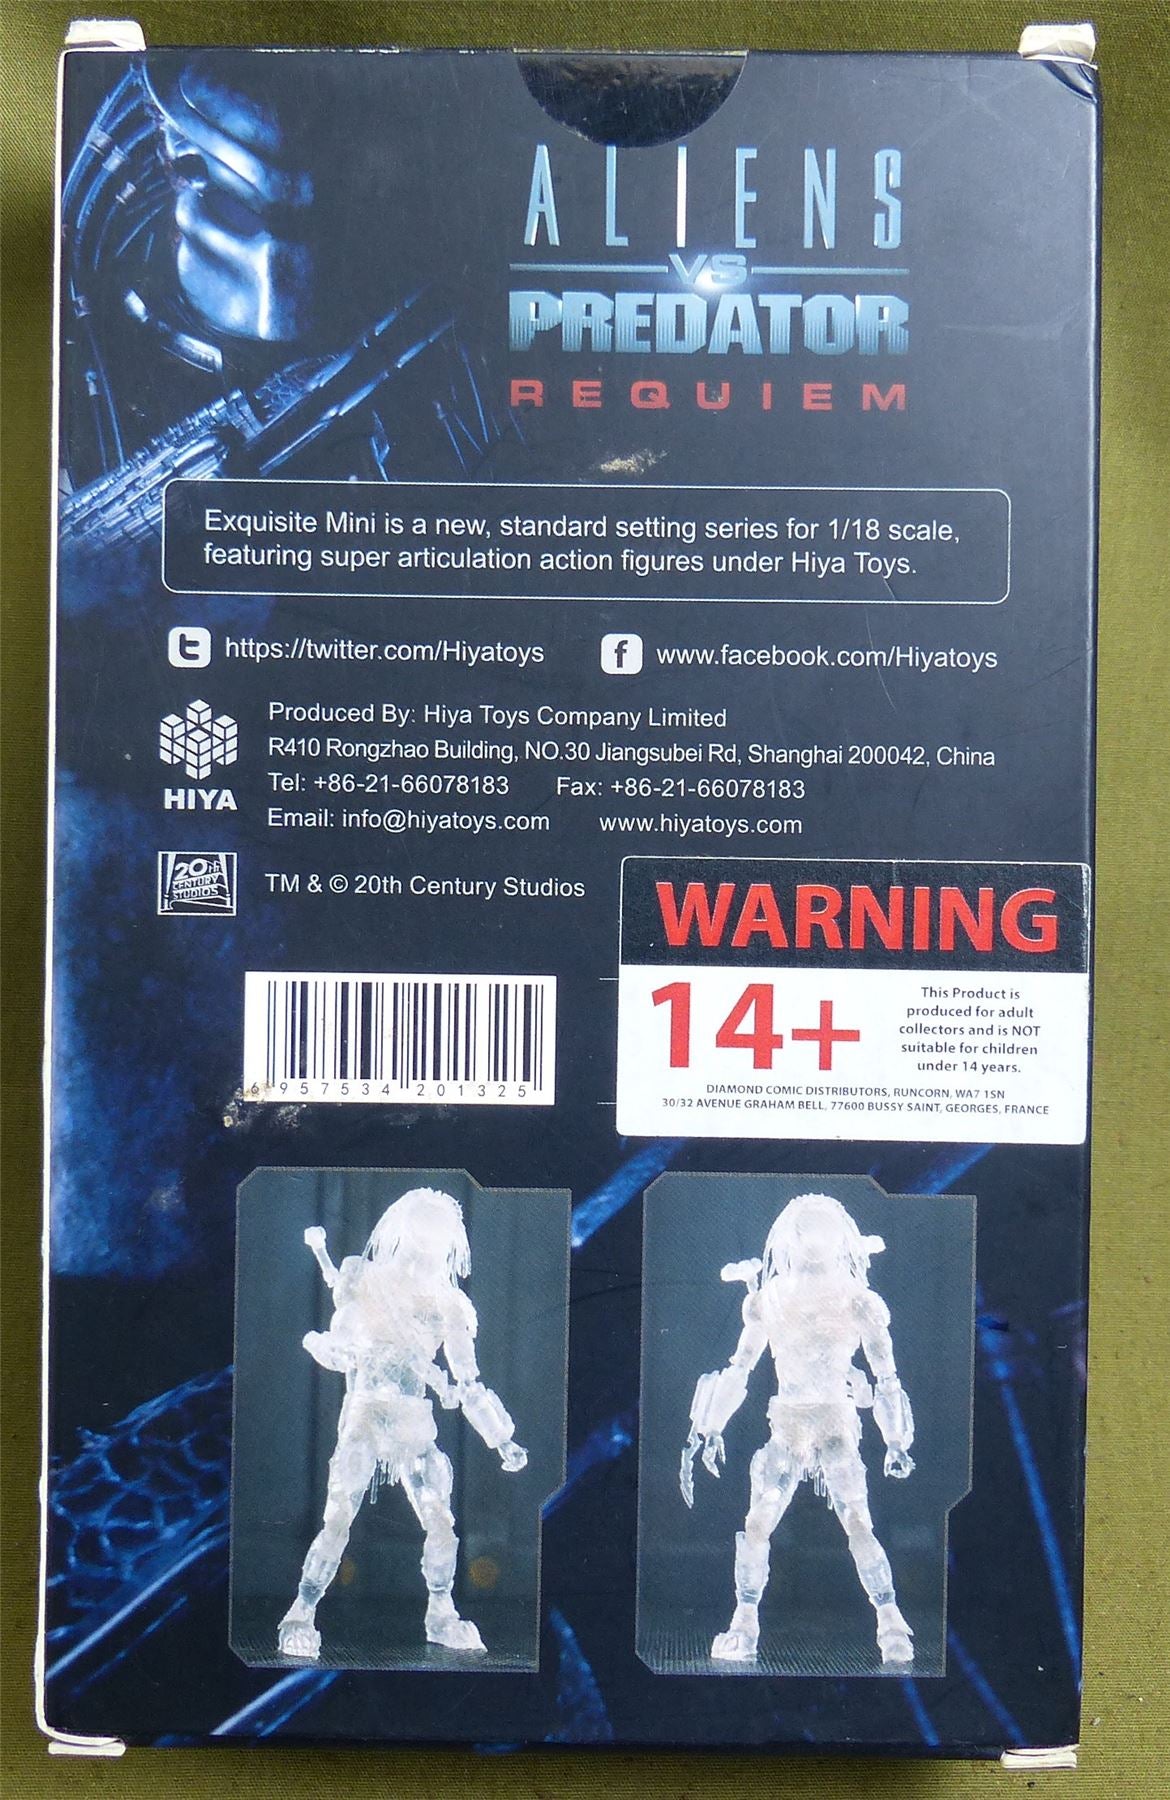 ALIENS
VS
PREDATOR
REQUIEM
Exquisite Mini is a new, standard setting series for 1/18 scale,
featuring super articulation action figures under Hiya Toys.
t https://twitter.com/Hiyatoys
f www.facebook.com/Hiyatoys
HIYA
Produced By: Hiya Toys Company Limited
R410 Rongzhao Building, NO.30 Jiangsubei Rd, Shanghai 200042, China
Tel: +86-21-66078183 Fax: +86-21-66078183
Email: info@hiyatoys.com www.hiyatoys.com
20th
CENTURY
STUDIOS
TM & © 20th Century Studios
WARNING
14+
This Product is
produced for adult
collectors and is NOT
suitable for children
under 14 years.
DIAMOND COMIC DISTRIBUTORS, RUNCORN, WA7 1SN
30/32 AVENUE GRAHAM BELL, 77600 BUSSY SAINT, GEORGES, FRANCE
6 957534 201325